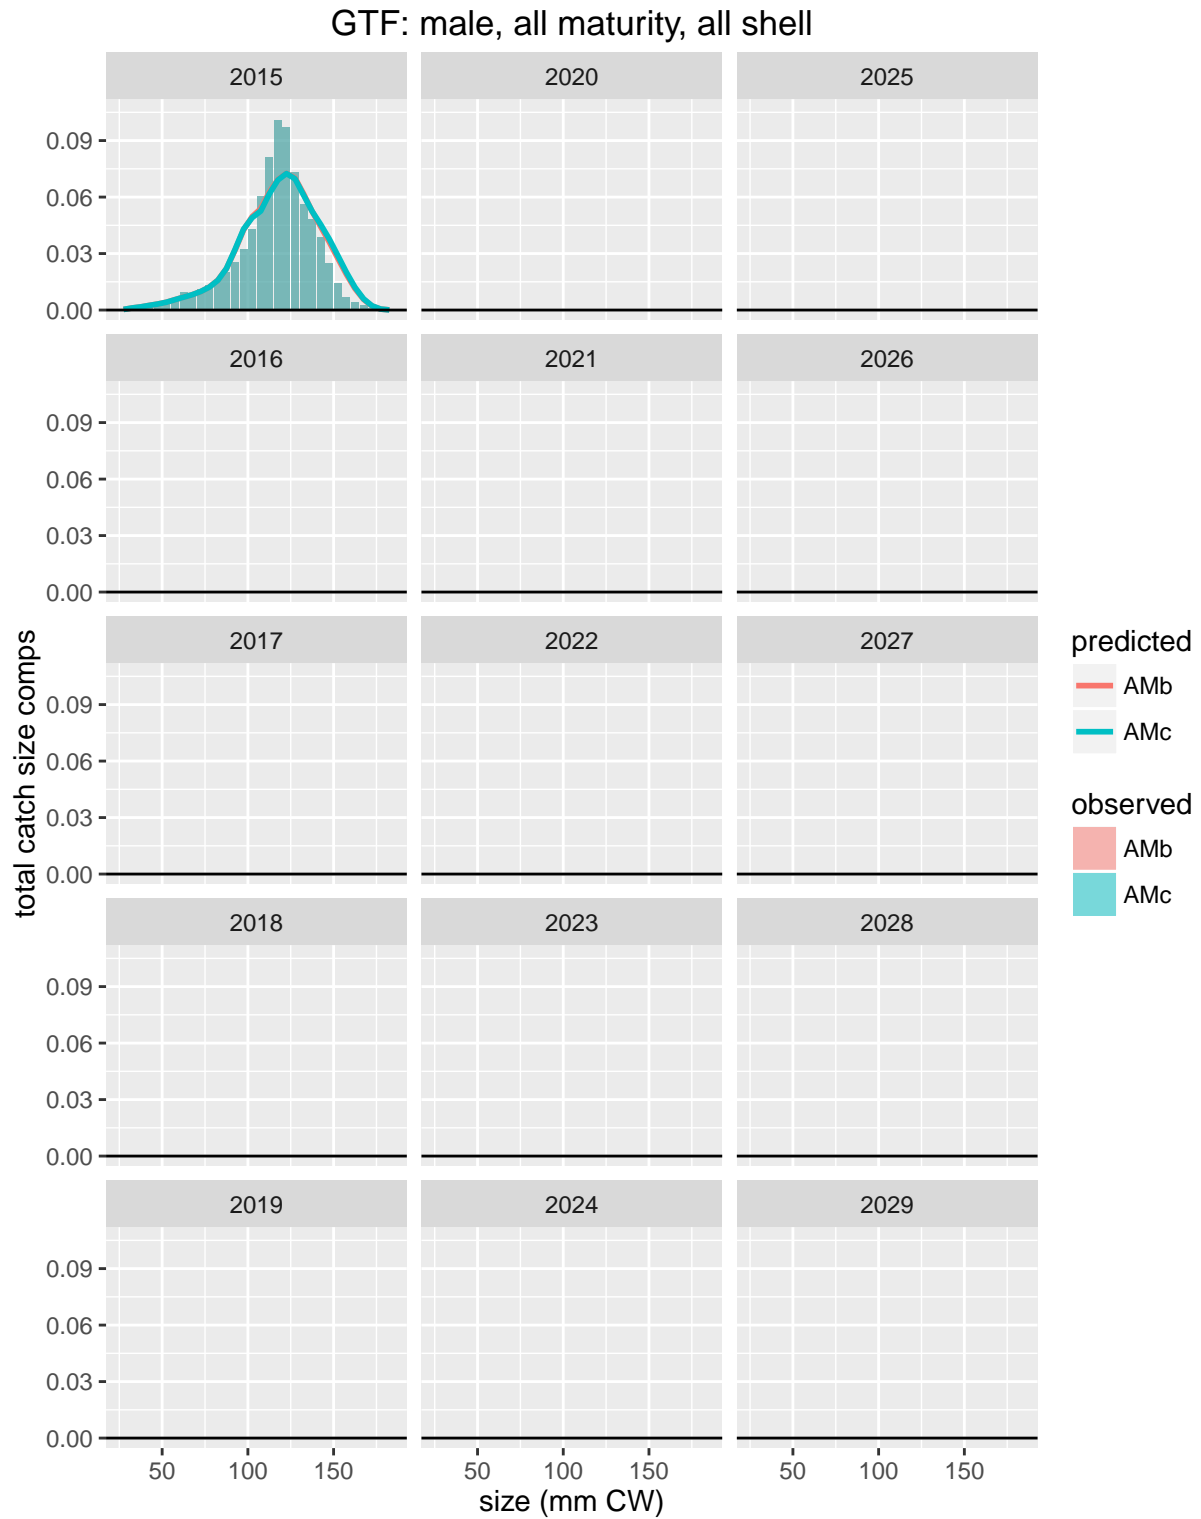 GTF: male, all maturity, all shell
2015 2020 2025
0.09
0.06
0.03
0.00
2016 2021 2026
0.09
0.06
0.03
0.00
2017 2022 2027
0.09
0.06
0.03
0.00
2018 2023 2028
0.09
0.06
0.03
0.00
2019 2024 2029
0.09
0.06
0.03
0.00
50 100 150 50 100 150 50 100 150
size (mm CW)
total catch size comps
predicted
AMb
AMc
observed
AMb
AMc